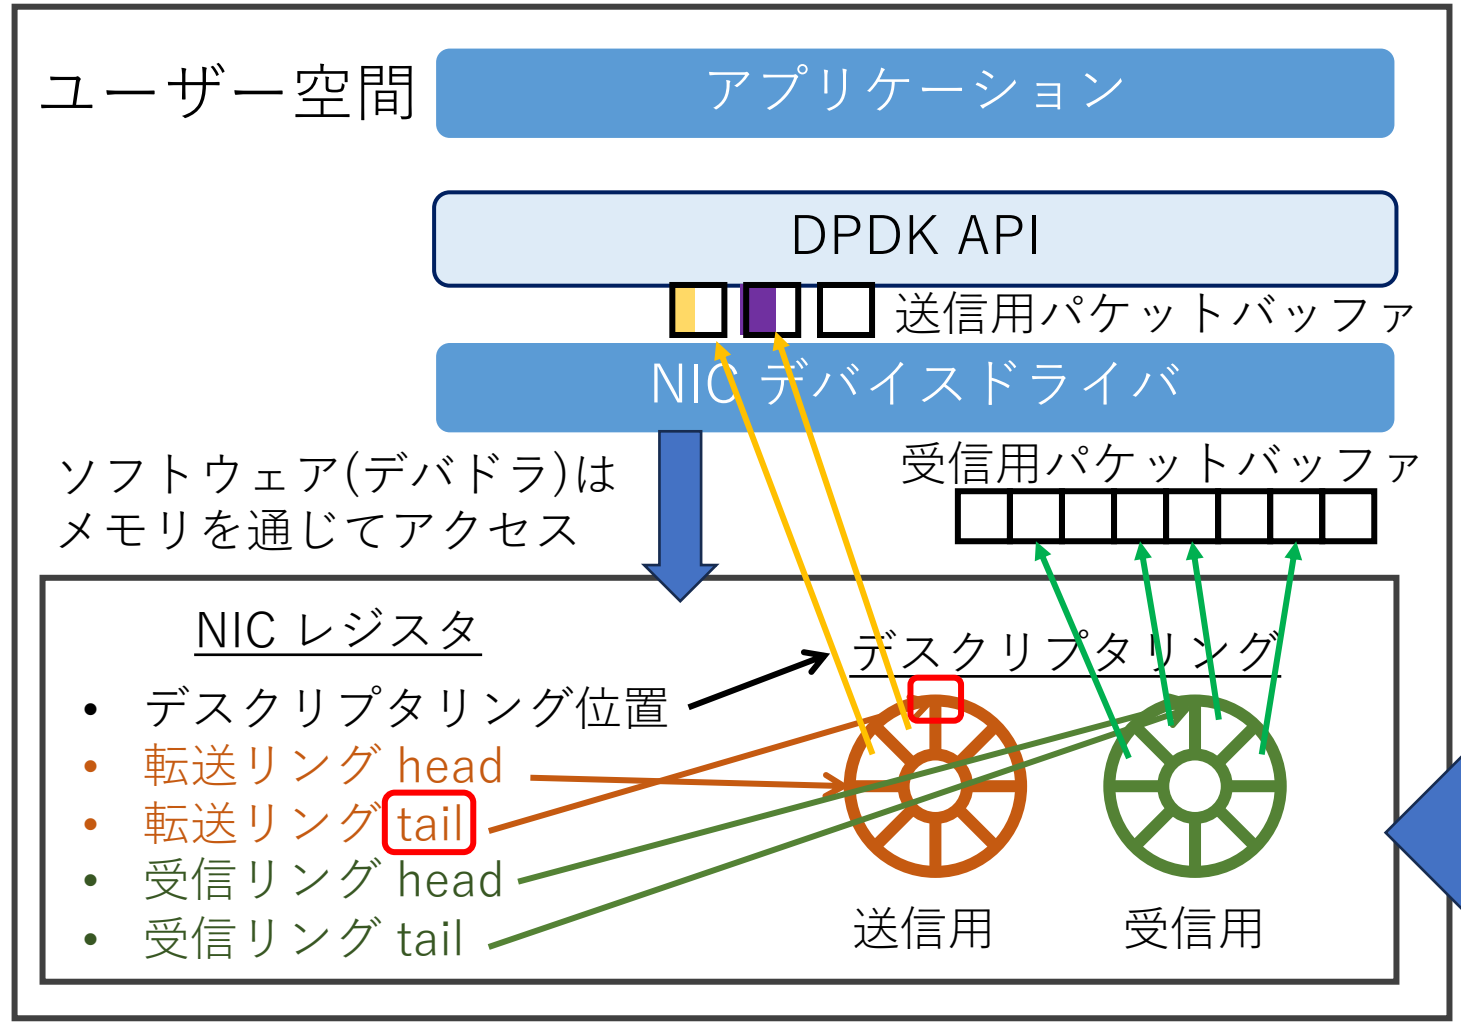 ユーザー空間
アプリケーション
DPDK API
送信用パケットバッファ
NIC デバイスドライバ
受信用パケットバッファ
ソフトウェア(デバドラ)は
メモリを通じてアクセス
NIC レジスタ
デスクリプタリング
• デスクリプタリング位置
• 転送リング head
• 転送リング tail
• 受信リング head
• 受信リング tail
送信用
受信用